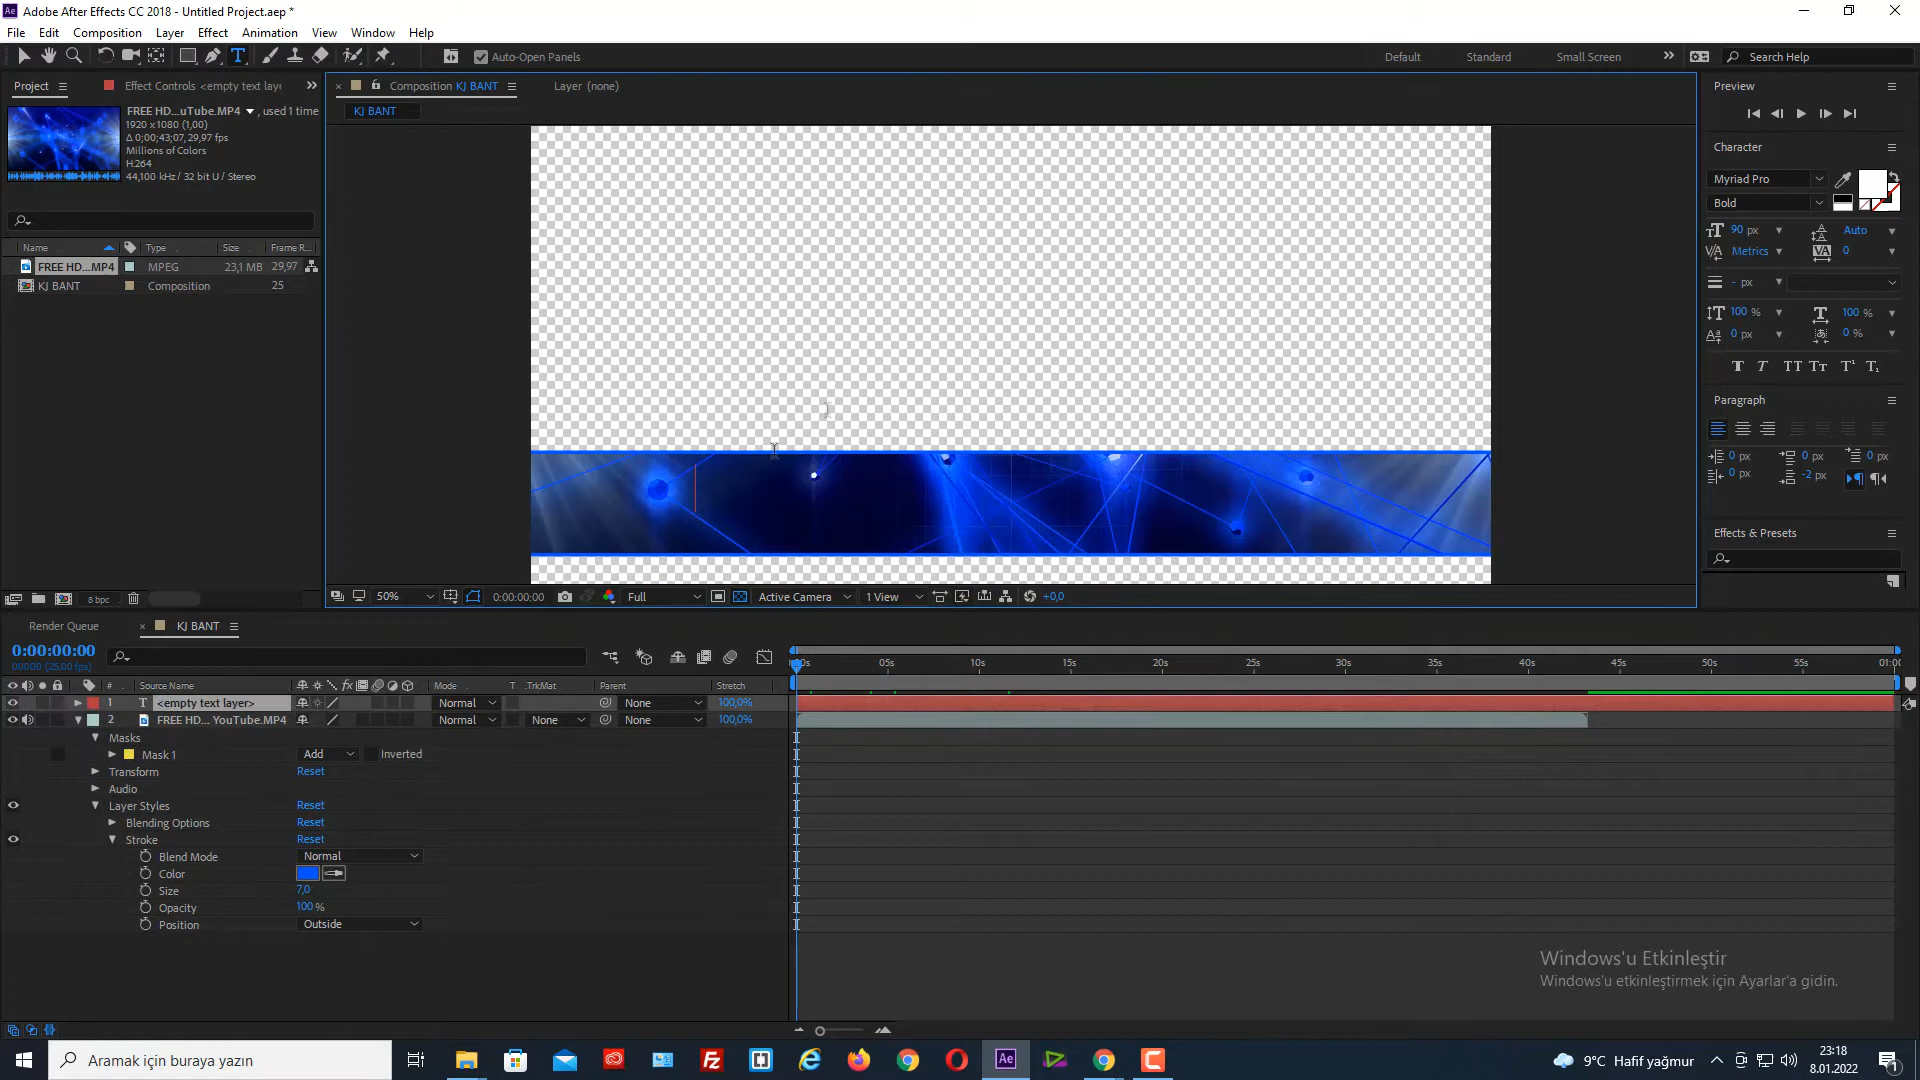 Adobe After Effects CC 2018 - Untitled Project.aep *
File Edit Composition Layer Effect Animation View Window Help
Auto-Open Panels
Default Standard Small Screen Search Help
Project Effect Controls <empty text laye
Composition KJ BANT Layer (none)
KJ BANT
FREE HD...uTube.MP4 , used 1 time
1920 x 1080 (1,00)
Δ 0;00;43;07, 29,97 fps
Millions of Colors
H.264
44,100 kHz / 32 bit U / Stereo
Name Type Size Frame R...
FREE HD...MP4 MPEG 23,1 MB 29,97
KJ BANT Composition 25
8 bpc
50% 0:00:00:00 Full Active Camera 1 View +0,0
Preview
Character
Myriad Pro
Bold
90 px Auto
Metrics 0
- px
100 % 100 %
0 px 0 %
T T TT Tт T¹ T₁
Paragraph
0 px 0 px 0 px
0 px -2 px
Effects & Presets
Render Queue KJ BANT
0:00:00:00
00000 (25.00 fps)
05s 10s 15s 20s 25s 30s 35s 40s 45s 50s 55s 01:00
# Source Name Mode T .TrkMat Parent Stretch
1 T <empty text layer> Normal None 100,0%
2 FREE HD... YouTube.MP4 Normal None None 100,0%
Masks
Mask 1 Add Inverted
Transform Reset
Audio
Layer Styles Reset
Blending Options Reset
Stroke Reset
Blend Mode Normal
Color
Size 7,0
Opacity 100 %
Position Outside
Windows'u Etkinleştir
Windows'u etkinleştirmek için Ayarlar'a gidin.
Aramak için buraya yazın
9°C Hafif yağmur
23:18
8.01.2022
1